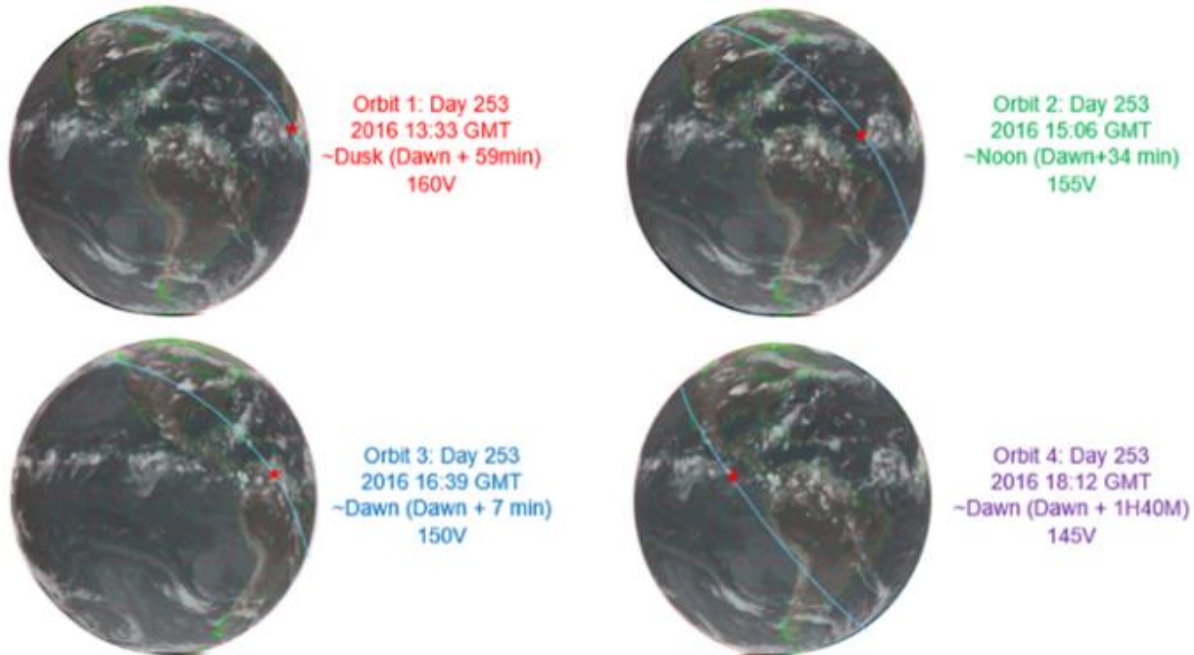 Orbit 1: Day 253
2016 13:33 GMT
~Dusk (Dawn + 59min)
160V
Orbit 2: Day 253
2016 15:06 GMT
~Noon (Dawn+34 min)
155V
Orbit 3: Day 253
2016 16:39 GMT
~Dawn (Dawn + 7 min)
150V
Orbit 4: Day 253
2016 18:12 GMT
~Dawn (Dawn + 1H40M)
145V